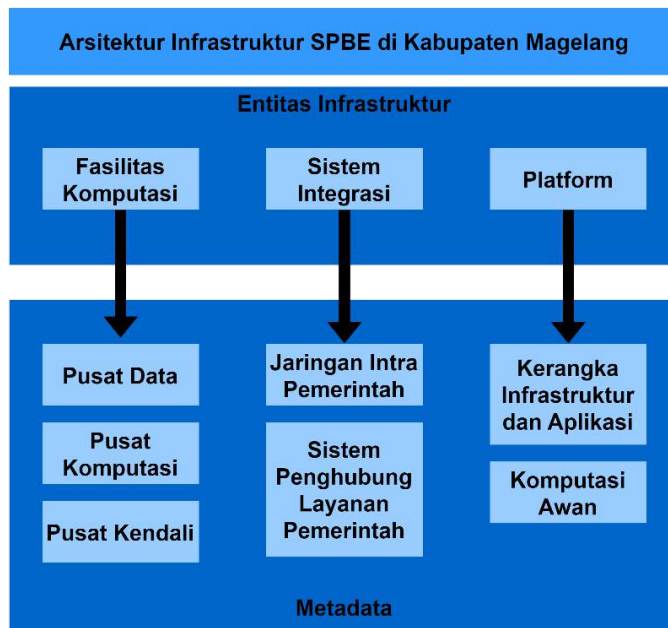 Arsitektur Infrastruktur SPBE di Kabupaten Magelang
Entitas Infrastruktur
Fasilitas
Komputasi
Sistem
Integrasi
Platform
Pusat Data
Pusat
Komputasi
Pusat Kendali
Jaringan Intra
Pemerintah
Sistem
Penghubung
Layanan
Pemerintah
Kerangka
Infrastruktur
dan Aplikasi
Komputasi
Awan
Metadata